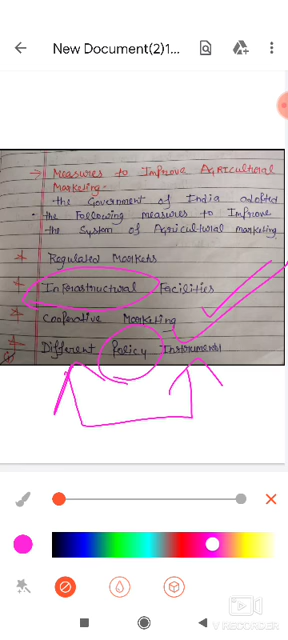 New Document(2)1...
→ Measures to Improve Agricultural
Marketing-
the Government of India adopted
the Following measures to Improve
the System of Agricultural marketing
Regulated Markets
Infrastructural Facilities
Cooperative Marketing
Different Policy Instruments
V RECORDER